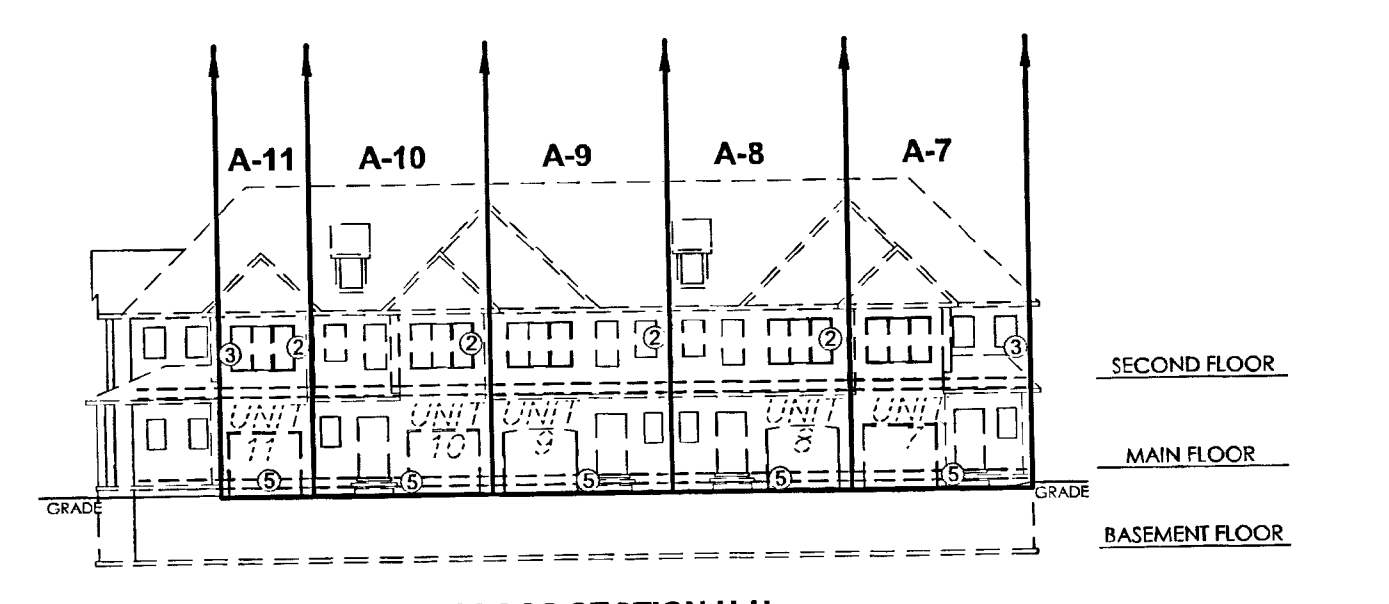 A-11 A-10 A-9 A-8 A-7
3 2 2 2 2 3
SECOND FLOOR
UNIT 11
UNIT 10
UNIT 9
UNIT 8
UNIT 7
MAIN FLOOR
5 5 5 5 5
GRADE
GRADE
BASEMENT FLOOR